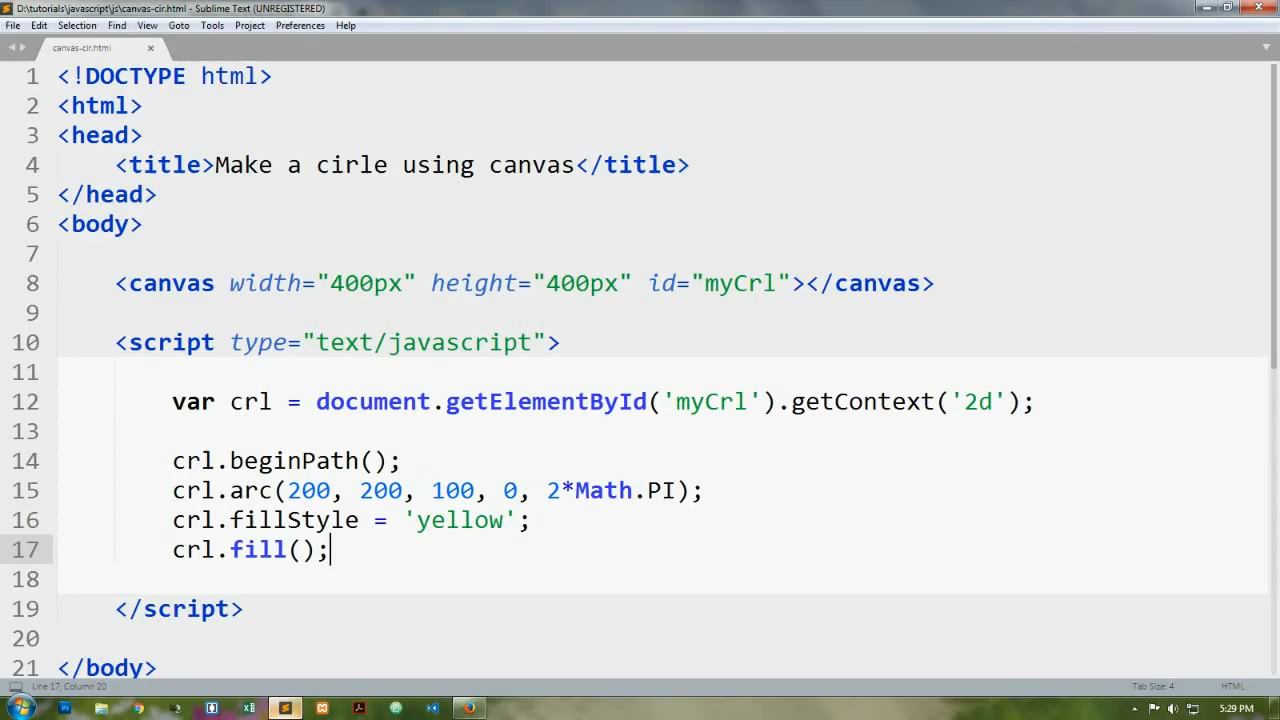 D:\tutorials\javascript\js\canvas-cir.html - Sublime Text (UNREGISTERED)
File Edit Selection Find View Goto Tools Project Preferences Help
canvas-cir.html
1 <!DOCTYPE html>
2 <html>
3 <head>
4     <title>Make a cirle using canvas</title>
5 </head>
6 <body>
7
8     <canvas width="400px" height="400px" id="myCrl"></canvas>
9
10     <script type="text/javascript">
11
12         var crl = document.getElementById('myCrl').getContext('2d');
13
14         crl.beginPath();
15         crl.arc(200, 200, 100, 0, 2*Math.PI);
16         crl.fillStyle = 'yellow';
17         crl.fill();
18
19     </script>
20
21 </body>
Line 17, Column 20 Tab Size: 4 HTML
5:29 PM